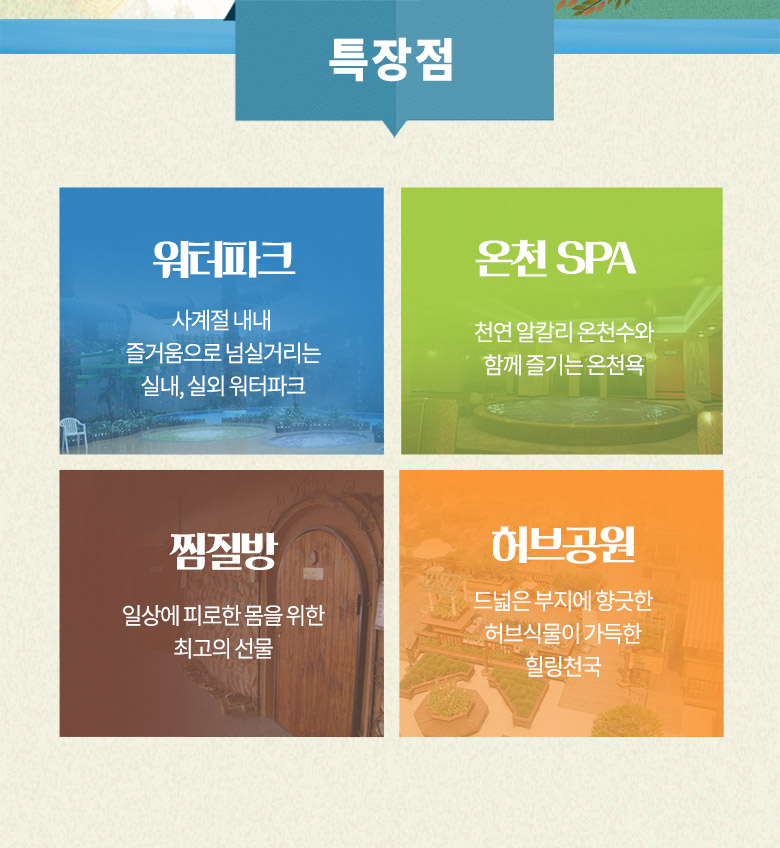 특장점
워터파크
사계절 내내
즐거움으로 넘실거리는
실내, 실외 워터파크
온천 SPA
천연 알칼리 온천수와
함께 즐기는 온천욕
찜질방
일상에 피로한 몸을 위한
최고의 선물
허브공원
드넓은 부지에 향긋한
허브식물이 가득한
힐링천국